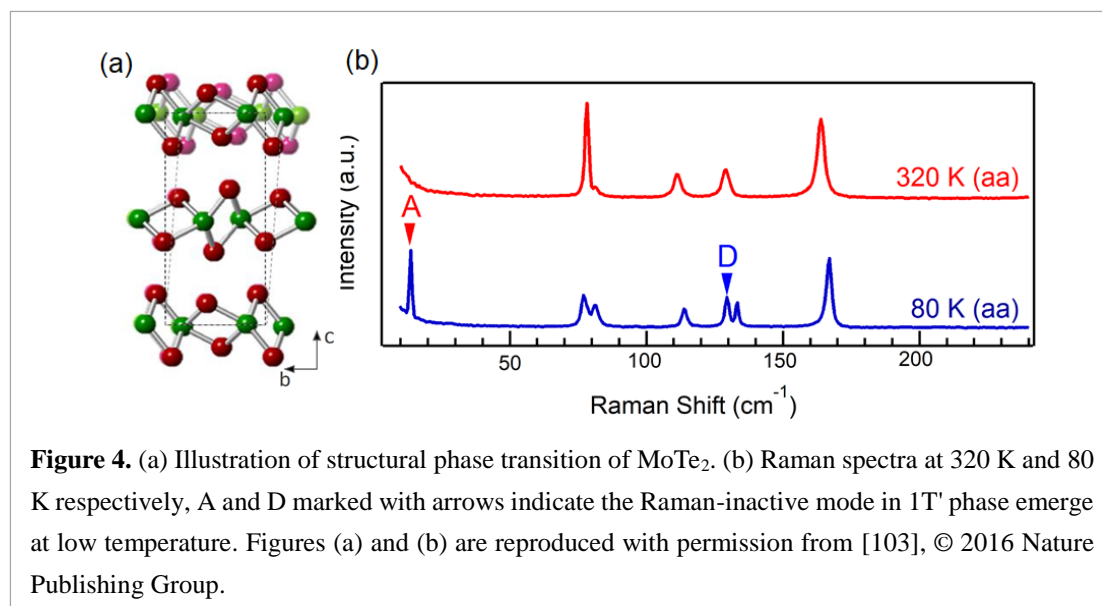 (a)
(b)
Intensity (a.u.)
320 K (aa)
A
D
80 K (aa)
c
b
50
100
150
200
Raman Shift (cm⁻¹)
Figure 4. (a) Illustration of structural phase transition of MoTe₂. (b) Raman spectra at 320 K and 80
K respectively, A and D marked with arrows indicate the Raman-inactive mode in 1T' phase emerge
at low temperature. Figures (a) and (b) are reproduced with permission from [103], © 2016 Nature
Publishing Group.